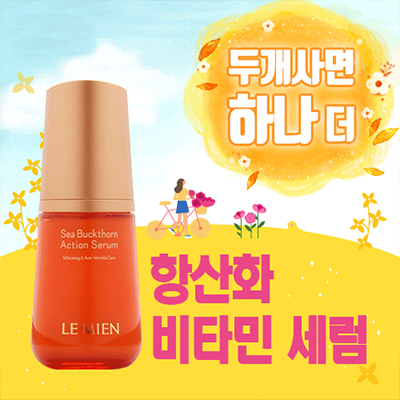 두개사면
하나 더
Sea Buckthorn
Action Serum
Whitening & Anti-Wrinkle Care
LE MIEN
항산화
비타민 세럼